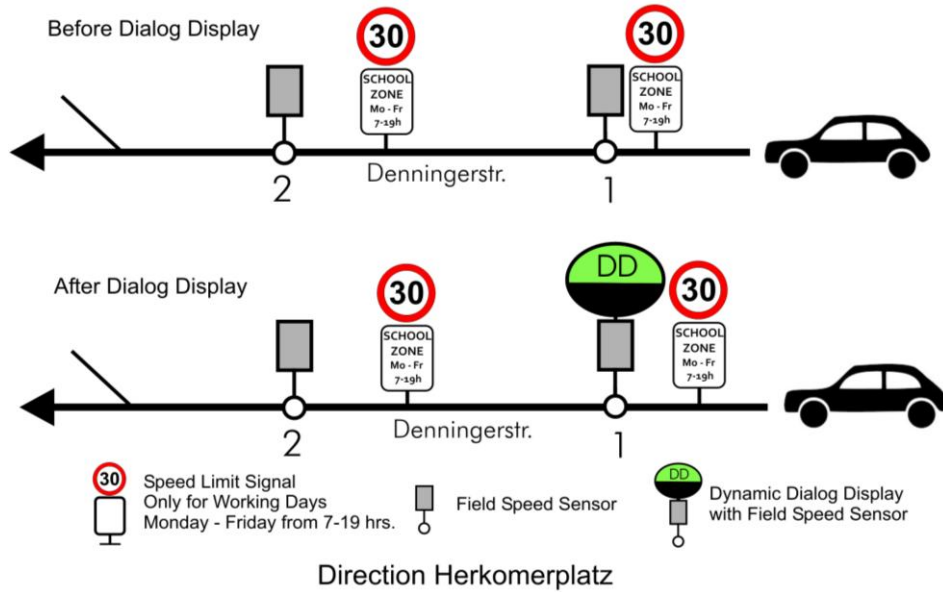 Before Dialog Display
30
SCHOOL
ZONE
Mo - Fr
7-19h
30
SCHOOL
ZONE
Mo - Fr
7-19h
2
Denningerstr.
1
After Dialog Display
30
SCHOOL
ZONE
Mo - Fr
7-19h
DD
30
SCHOOL
ZONE
Mo - Fr
7-19h
2
Denningerstr.
1
30
Speed Limit Signal
Only for Working Days
Monday - Friday from 7-19 hrs.
Field Speed Sensor
DD
Dynamic Dialog Display
with Field Speed Sensor
Direction Herkomerplatz